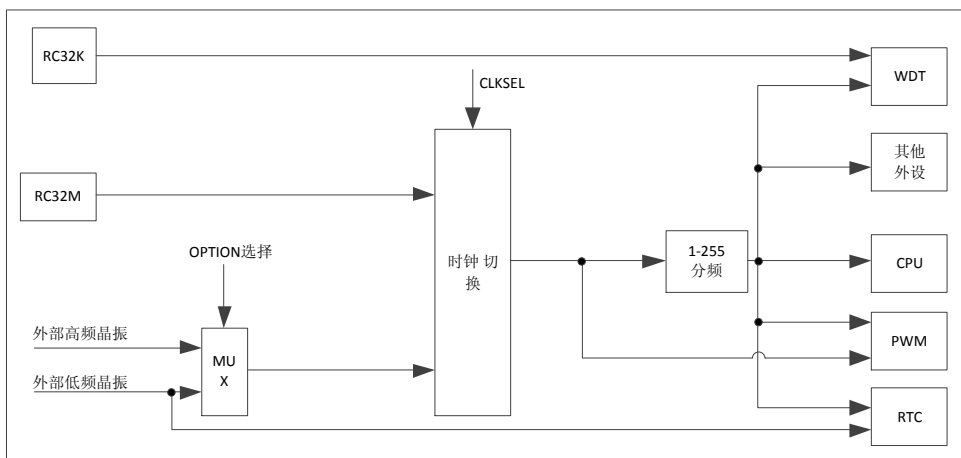 RC32K
WDT
CLKSEL
其他
外设
RC32M
OPTION选择
时钟 切
换
1-255
分频
CPU
外部高频晶振
MU
X
PWM
外部低频晶振
RTC